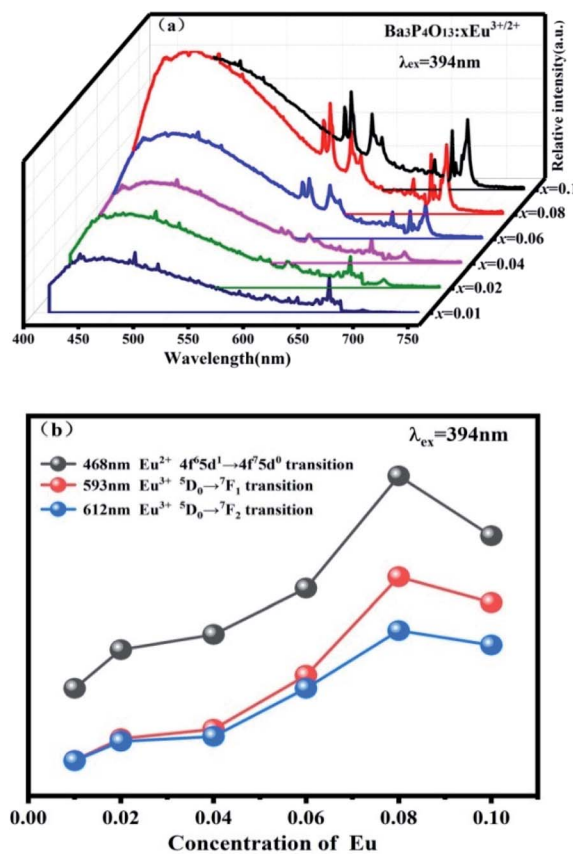 (a)
Ba₃P₄O₁₃:xEu³⁺/²⁺
λex=394nm
Relative intensity(a.u.)
x=0.1
x=0.08
x=0.06
x=0.04
x=0.02
x=0.01
400 450 500 550 600 650 700 750
Wavelength(nm)
(b)
λex=394nm
468nm Eu²⁺ 4f⁶5d¹→4f⁷5d⁰ transition
593nm Eu³⁺ ⁵D₀→⁷F₁ transition
612nm Eu³⁺ ⁵D₀→⁷F₂ transition
0.00 0.02 0.04 0.06 0.08 0.10
Concentration of Eu